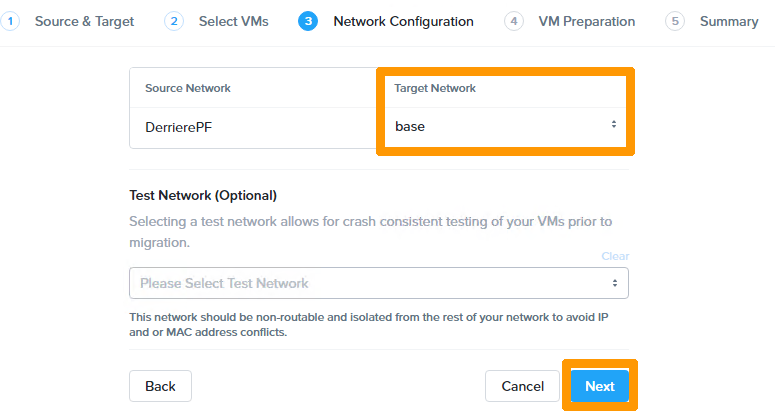 1 Source & Target 2 Select VMs 3 Network Configuration 4 VM Preparation 5 Summary
Source Network Target Network
DerrierePF base
Test Network (Optional)
Selecting a test network allows for crash consistent testing of your VMs prior to
migration.
Clear
Please Select Test Network
This network should be non-routable and isolated from the rest of your network to avoid IP
and or MAC address conflicts.
Back Cancel Next